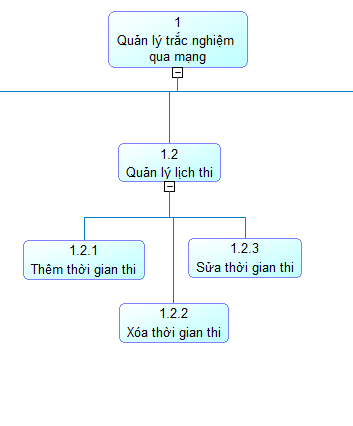 1
Quản lý trắc nghiệm
qua mạng
1.2
Quản lý lịch thi
1.2.1
Thêm thời gian thi
1.2.3
Sửa thời gian thi
1.2.2
Xóa thời gian thi